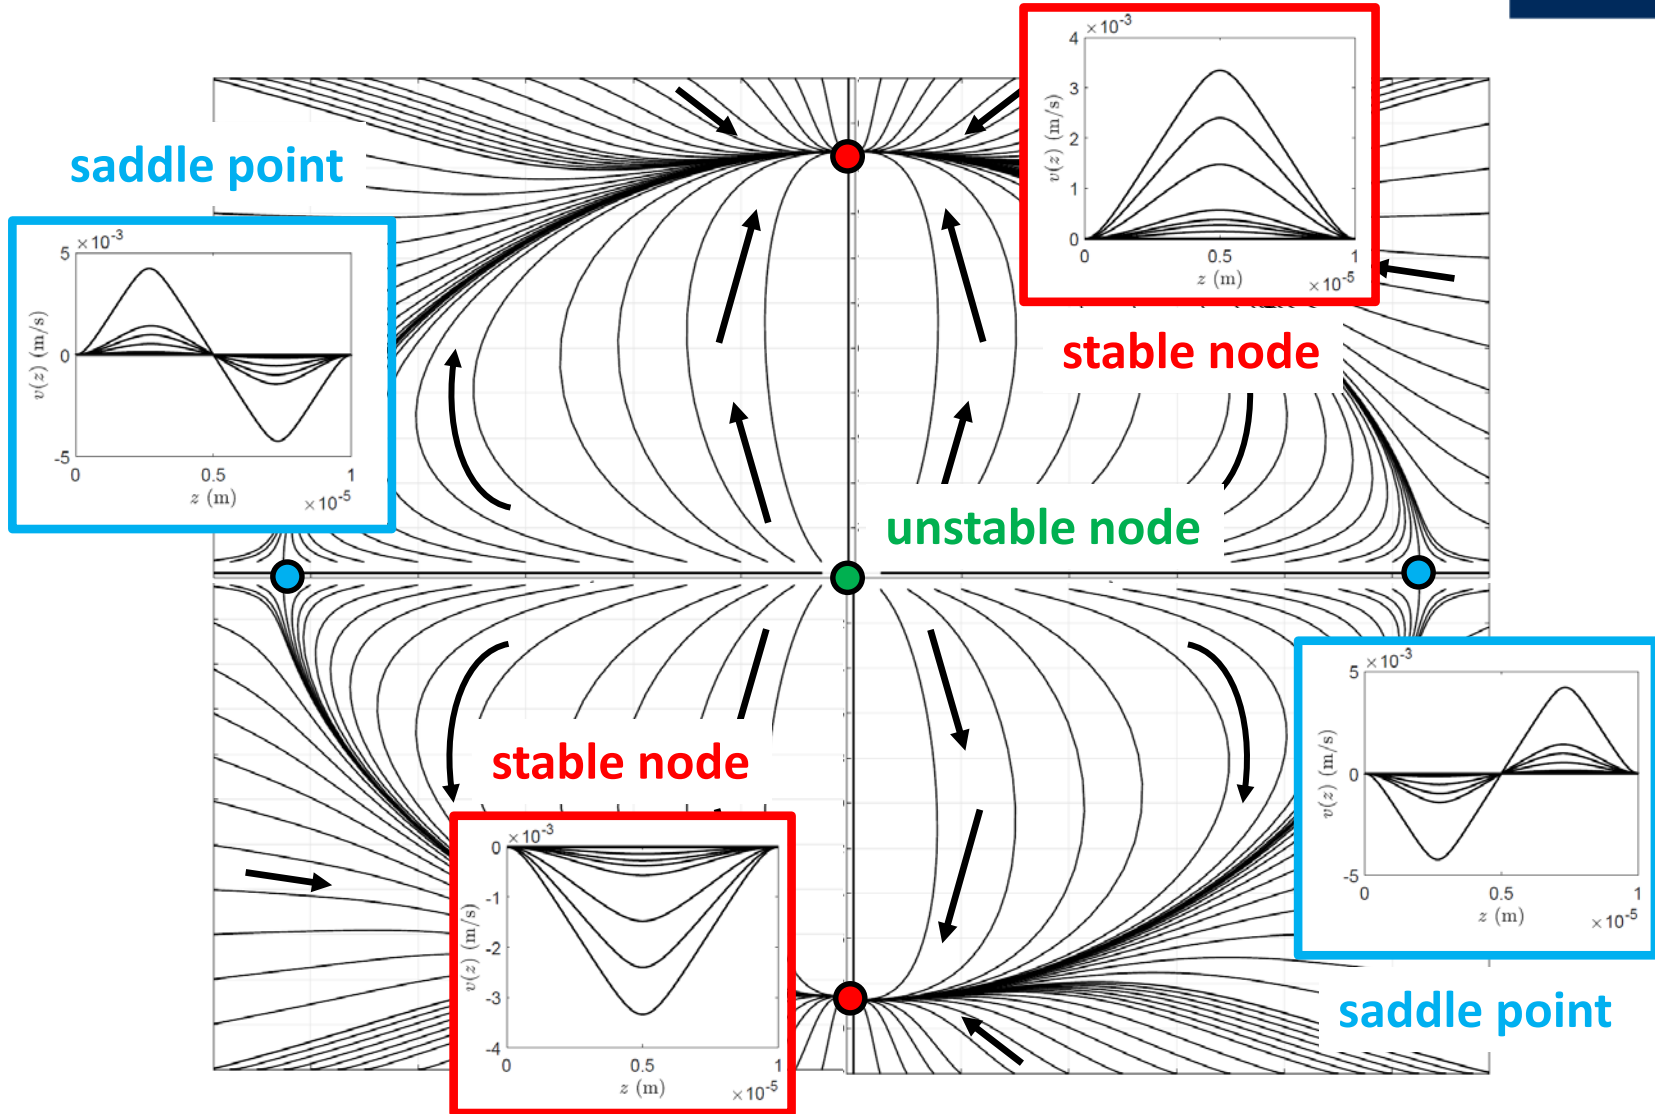 ×10⁻³
4
3
2
1
0
v(z) (m/s)
0
0.5
1
z (m)
×10⁻⁵
saddle point
×10⁻³
5
0
-5
v(z) (m/s)
0
0.5
1
z (m)
×10⁻⁵
stable node
unstable node
stable node
×10⁻³
0
-1
-2
-3
-4
v(z) (m/s)
0
0.5
1
z (m)
×10⁻⁵
×10⁻³
5
0
-5
v(z) (m/s)
0
0.5
1
z (m)
×10⁻⁵
saddle point